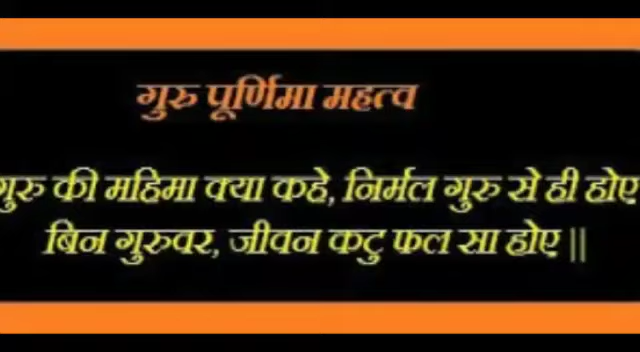 गुरु पूर्णिमा महत्व
गुरु की महिमा क्या कहे, निर्मल गुरु से ही होए
बिन गुरुवर, जीवन कटु फल सा होए ||